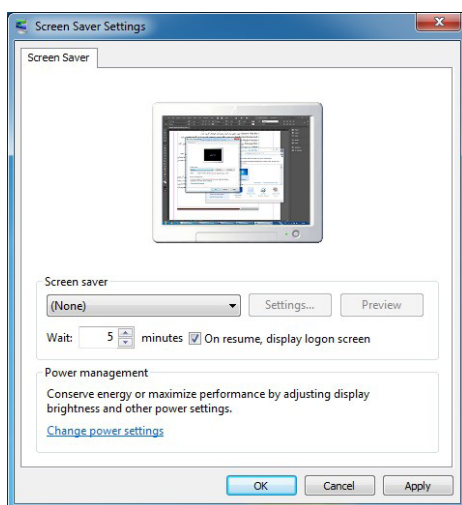 Screen Saver Settings
Screen Saver
Screen saver
(None)
Settings...
Preview
Wait: 5 minutes On resume, display logon screen
Power management
Conserve energy or maximize performance by adjusting display
brightness and other power settings.
Change power settings
OK Cancel Apply